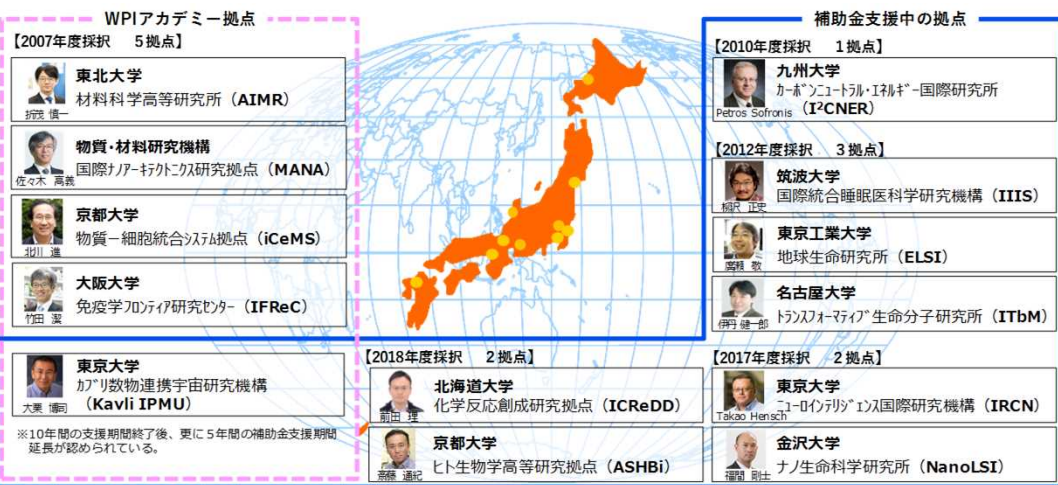 WPIアカデミー拠点
【2007年度採択　5拠点】
東北大学
材料科学高等研究所（AIMR）
折茂 慎一
物質・材料研究機構
国際ﾅﾉｱｰｷﾃｸﾄﾆｸｽ研究拠点（MANA）
佐々木 高義
京都大学
物質－細胞統合ｼｽﾃﾑ拠点（iCeMS）
北川 進
大阪大学
免疫学ﾌﾛﾝﾃｨｱ研究ｾﾝﾀｰ（IFReC）
竹田 潔
東京大学
ｶﾌﾞﾘ数物連携宇宙研究機構
（Kavli IPMU）
大栗 博司
※10年間の支援期間終了後、更に５年間の補助金支援期間
延長が認められている。
【2018年度採択　2拠点】
北海道大学
化学反応創成研究拠点（ICReDD）
前田 理
京都大学
ヒト生物学高等研究拠点（ASHBi）
斎藤 通紀
補助金支援中の拠点
【2010年度採択　1拠点】
九州大学
ｶｰﾎﾞﾝﾆｭｰﾄﾗﾙ･ｴﾈﾙｷﾞｰ国際研究所
（I²CNER）
Petros Sofronis
【2012年度採択　3拠点】
筑波大学
国際統合睡眠医科学研究機構（IIIS）
柳沢 正史
東京工業大学
地球生命研究所（ELSI）
廣瀬 敬
名古屋大学
ﾄﾗﾝｽﾌｫｰﾏﾃｨﾌﾞ生命分子研究所（ITbM）
伊丹 健一郎
【2017年度採択　2拠点】
東京大学
ﾆｭｰﾛｲﾝﾃﾘｼﾞｪﾝｽ国際研究機構（IRCN）
Takao Hensch
金沢大学
ナノ生命科学研究所（NanoLSI）
福間 剛士